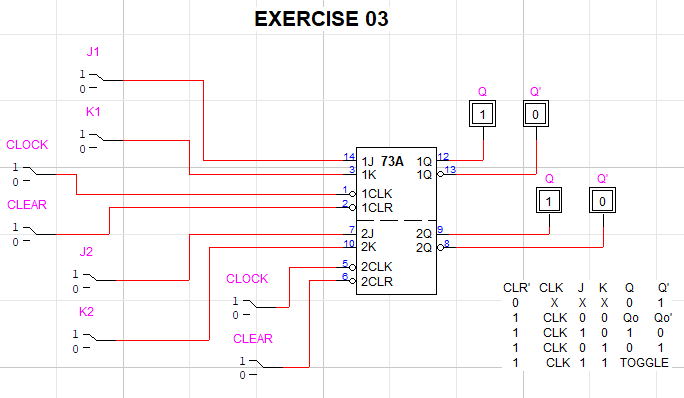 EXERCISE 03
J1
1
0
K1
1
0
CLOCK
1
0
CLEAR
1
0
J2
1
0
K2
1
0
CLOCK
1
0
CLEAR
1
0
Q Q'
1 0
Q Q'
1 0
14 1J 73A 1Q 12
3 1K 1Q 13
1 1CLK
2 1CLR
7 2J 2Q 9
10 2K 2Q 8
5 2CLK
6 2CLR
CLR' CLK J K Q Q'
0 X X X 0 1
1 CLK 0 0 Qo Qo'
1 CLK 1 0 1 0
1 CLK 0 1 0 1
1 CLK 1 1 TOGGLE